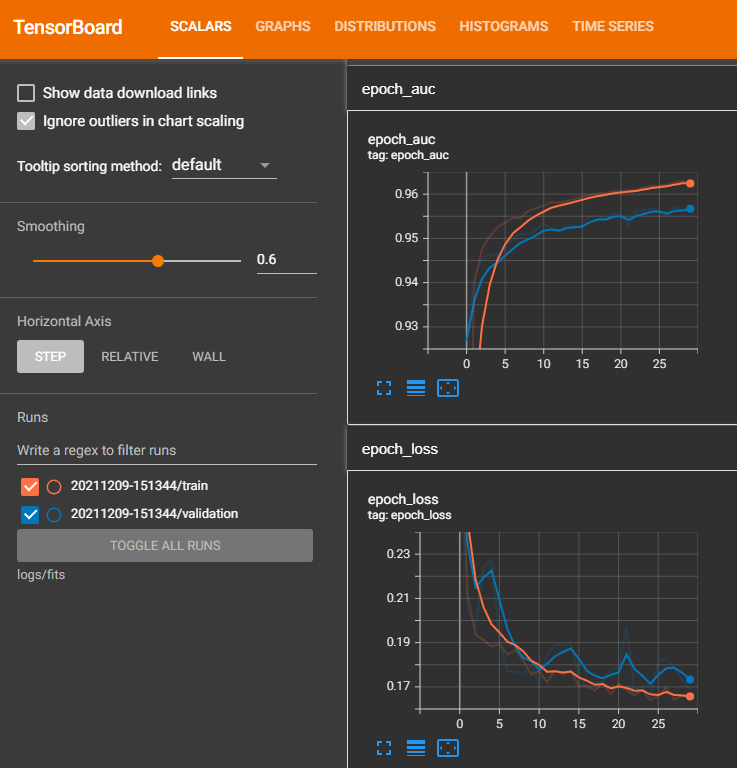 TensorBoard SCALARS GRAPHS DISTRIBUTIONS HISTOGRAMS TIME SERIES
Show data download links
Ignore outliers in chart scaling
Tooltip sorting method: default
Smoothing
0.6
Horizontal Axis
STEP RELATIVE WALL
Runs
Write a regex to filter runs
20211209-151344/train
20211209-151344/validation
TOGGLE ALL RUNS
logs/fits
epoch_auc
epoch_auc
tag: epoch_auc
0.96
0.95
0.94
0.93
0 5 10 15 20 25
epoch_loss
epoch_loss
tag: epoch_loss
0.23
0.21
0.19
0.17
0 5 10 15 20 25